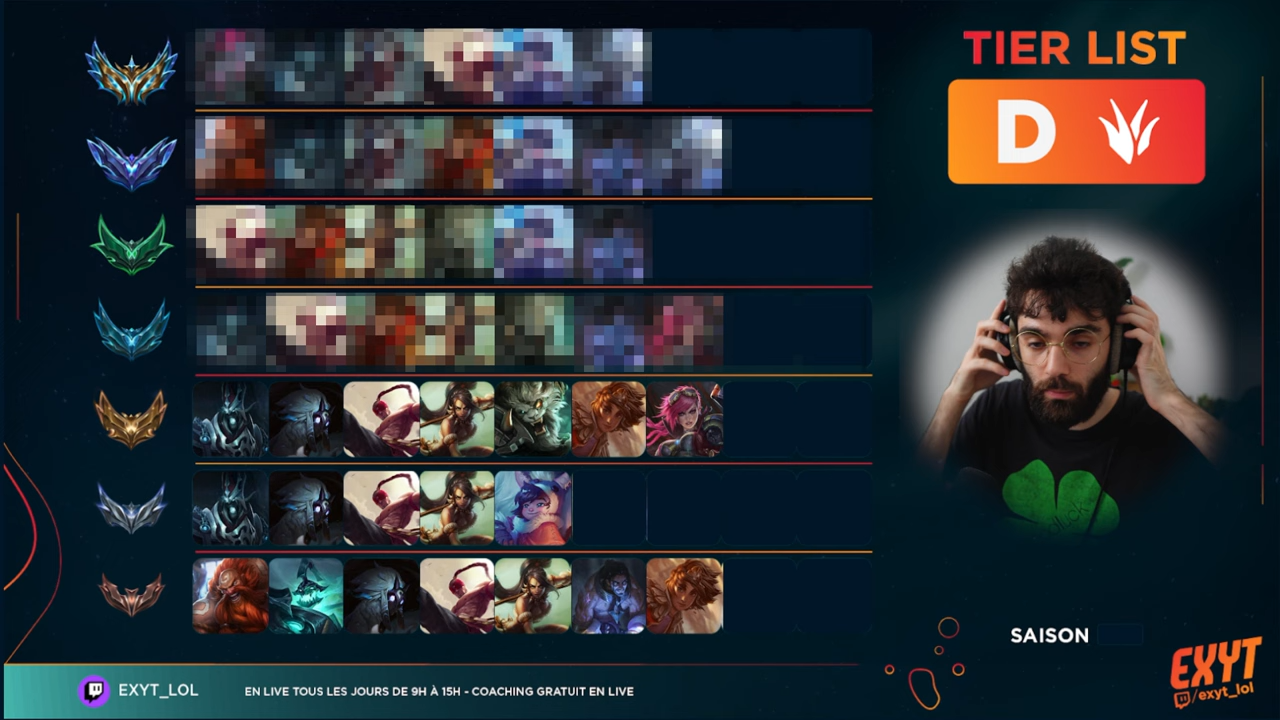 TIER LIST
D
SAISON
EXYT
/exyt_lol
EXYT_LOL
EN LIVE TOUS LES JOURS DE 9H À 15H - COACHING GRATUIT EN LIVE